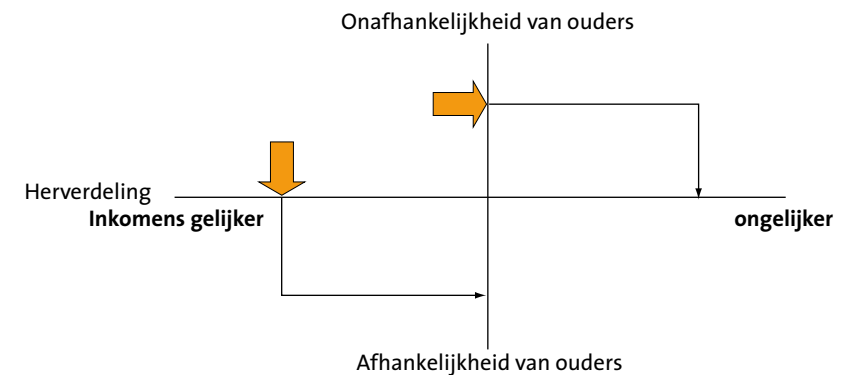 Onafhankelijkheid van ouders
Herverdeling
Inkomens gelijker
ongelijker
Afhankelijkheid van ouders